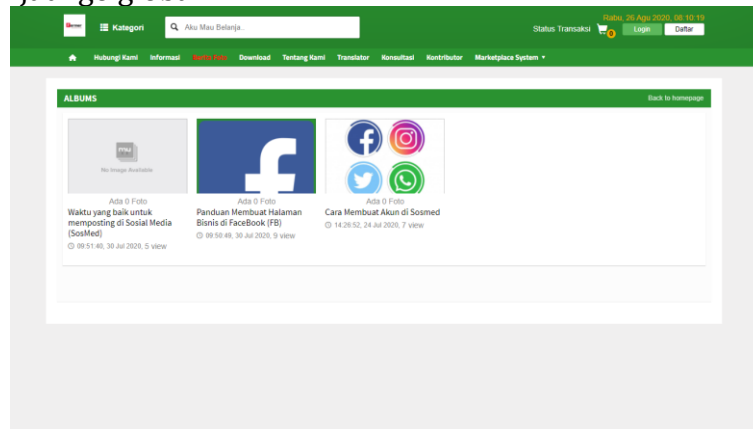 Rabu, 26 Agu 2020, 08:10:19
Kategori
Aku Mau Belanja...
Status Transaksi
0
Login
Daftar
Hubungi Kami Informasi Download Tentang Kami Translator Konsultasi Kontributor Marketplace System
ALBUMS
Back to homepage
No Image Available
Ada 0 Foto
Waktu yang baik untuk
memposting di Sosial Media
(SosMed)
09:51:40, 30 Jul 2020, 5 view
Ada 0 Foto
Panduan Membuat Halaman
Bisnis di FaceBook (FB)
09:50:49, 30 Jul 2020, 9 view
Ada 0 Foto
Cara Membuat Akun di Sosmed
14:26:52, 24 Jul 2020, 7 view